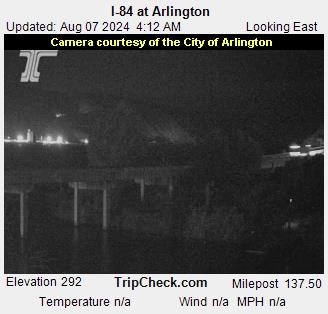 I-84 at Arlington
Updated: Aug 07 2024 4:12 AM Looking East
Camera courtesy of the City of Arlington
Elevation 292 TripCheck.com Milepost 137.50
Temperature n/a Wind n/a MPH n/a